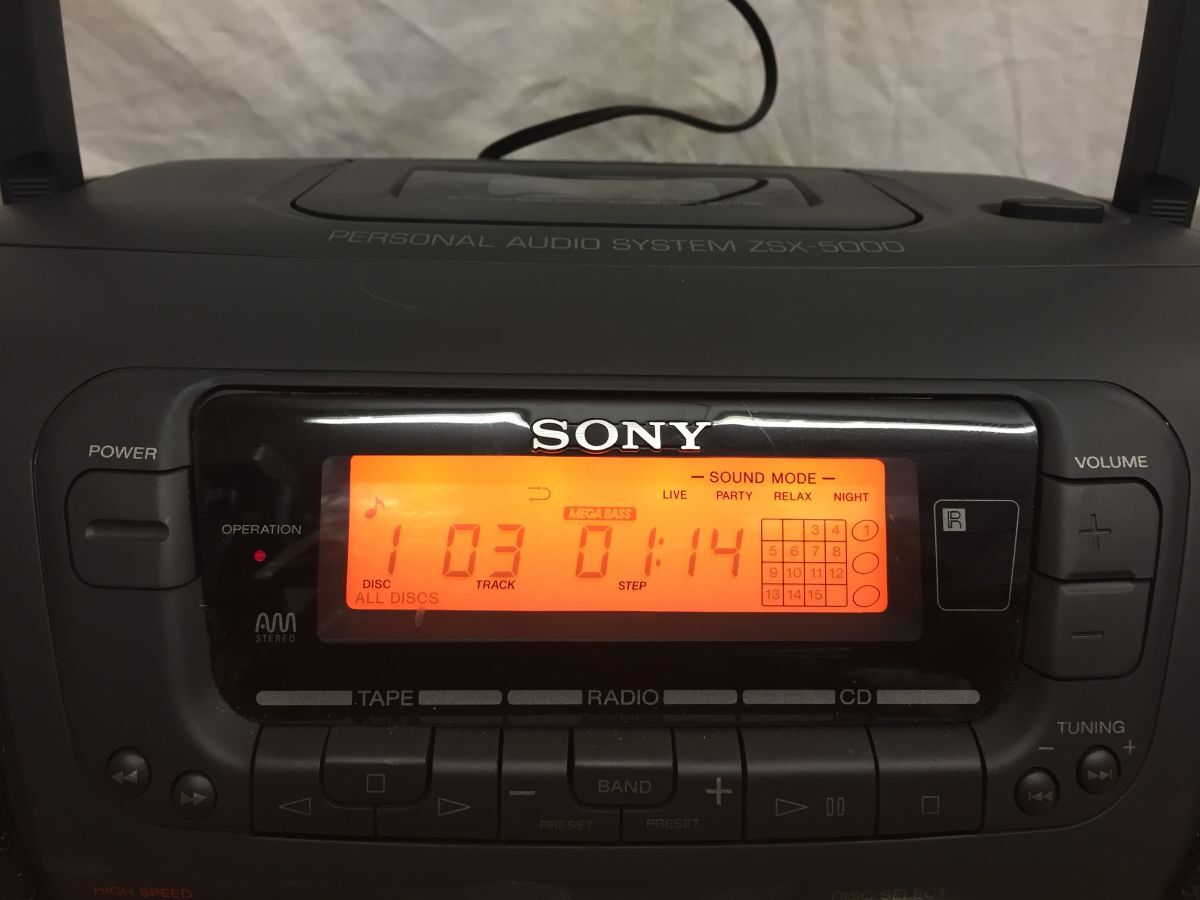 PERSONAL AUDIO SYSTEM ZSX-5000
SONY
POWER
VOLUME
SOUND MODE
LIVE PARTY RELAX NIGHT
MEGA BASS
OPERATION
1 03 01:14
3 4 1
5 6 7 8
9 10 11 12
13 14 15
DISC TRACK STEP
ALL DISCS
AM
STEREO
TAPE RADIO CD
TUNING
- +
BAND
- +
PRESET PRESET
HIGH SPEED DISC SELECT